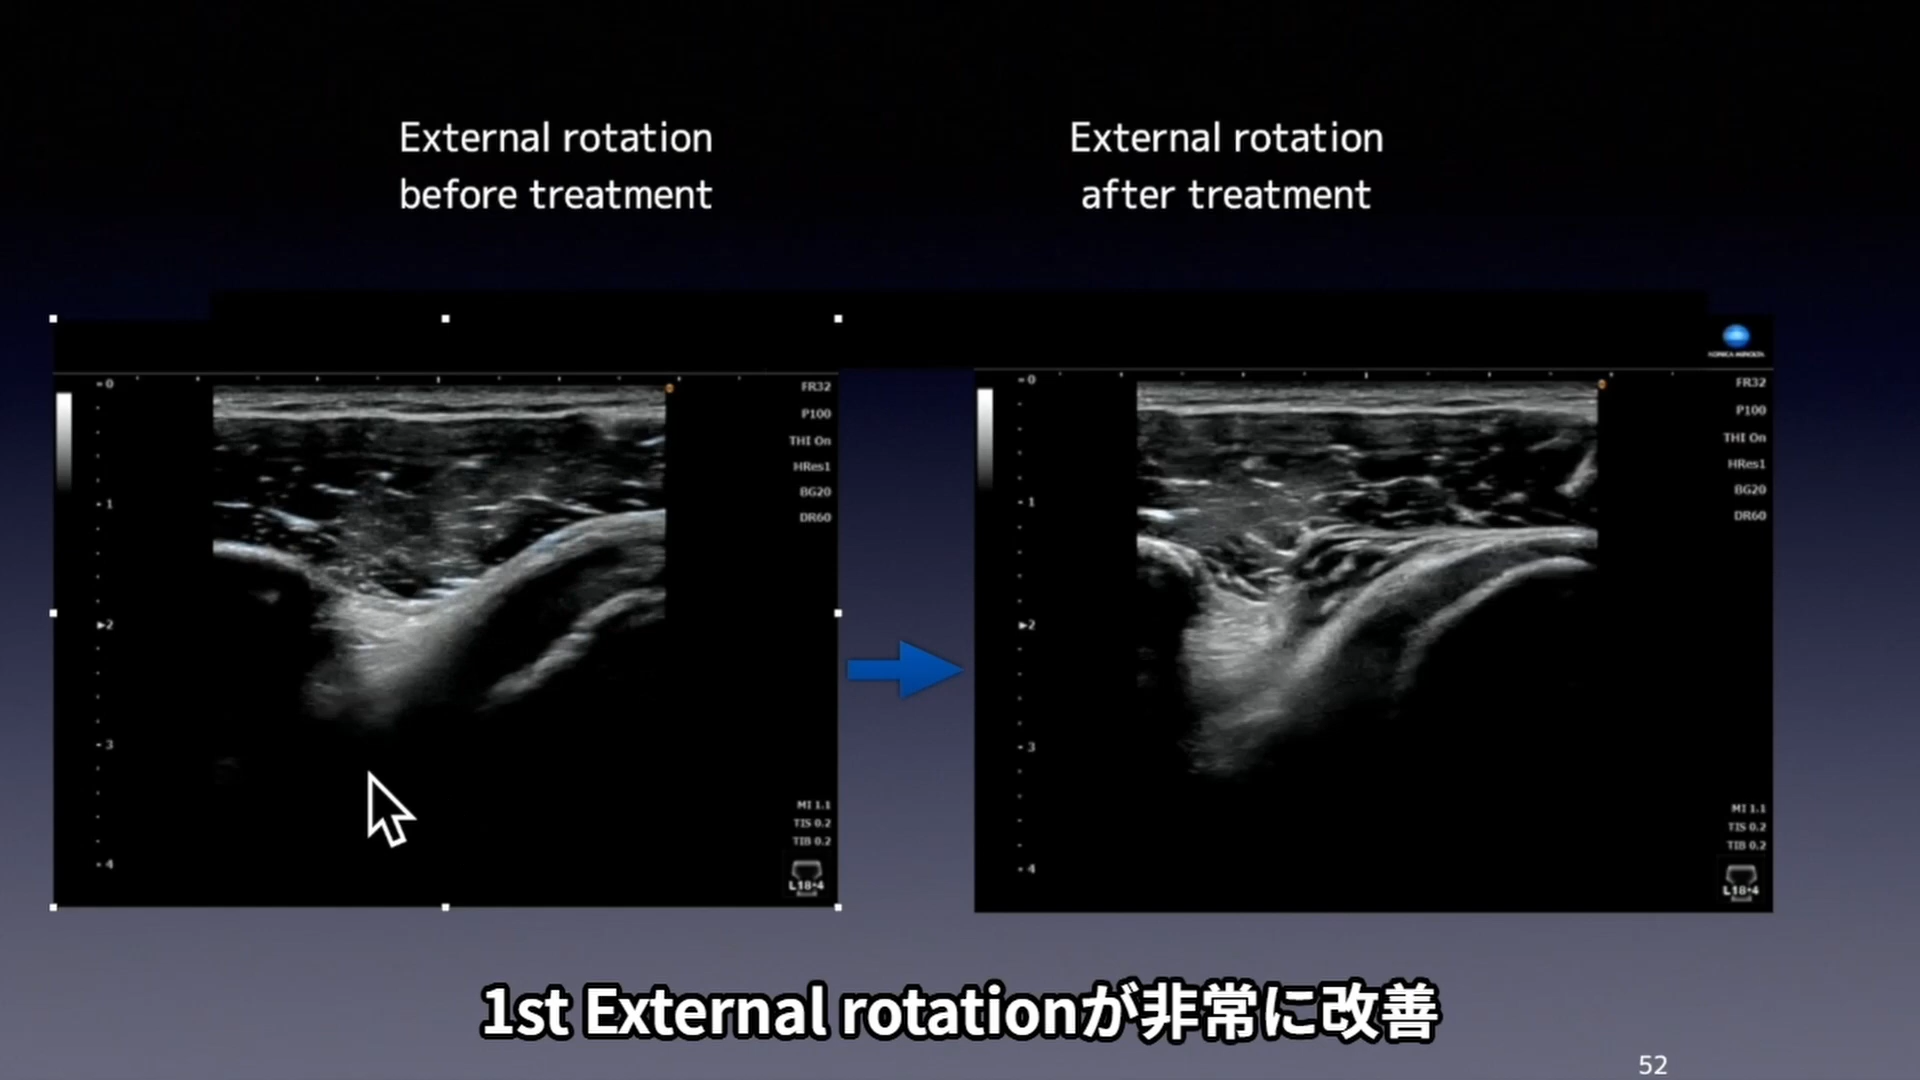 External rotation
before treatment
External rotation
after treatment
0
1
2
3
4
FR32
P100
THI On
HRes1
BG20
DR60
MI 1.1
TIS 0.2
TIB 0.2
L18-4
KONICA MINOLTA
0
1
2
3
4
FR32
P100
THI On
HRes1
BG20
DR60
MI 1.1
TIS 0.2
TIB 0.2
L18-4
1st External rotationが非常に改善
52